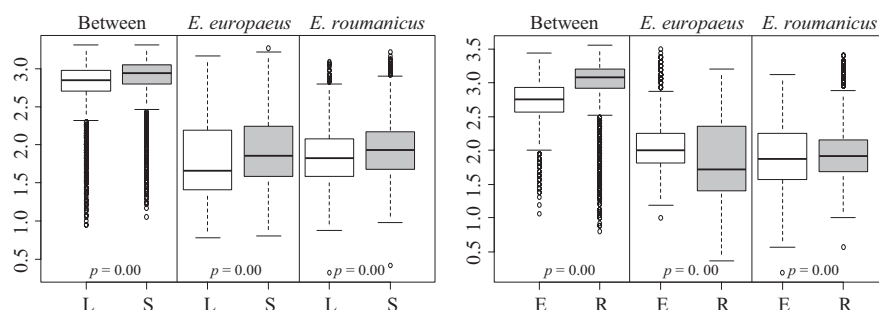 Between E. europaeus E. roumanicus
3.0
2.5
2.0
1.5
1.0
0.5
p = 0.00 p = 0.00 p = 0.00
L S L S L S
Between E. europaeus E. roumanicus
3.5
3.0
2.5
2.0
1.5
1.0
0.5
p = 0.00 p = 0. 00 p = 0.00
E R E R E R